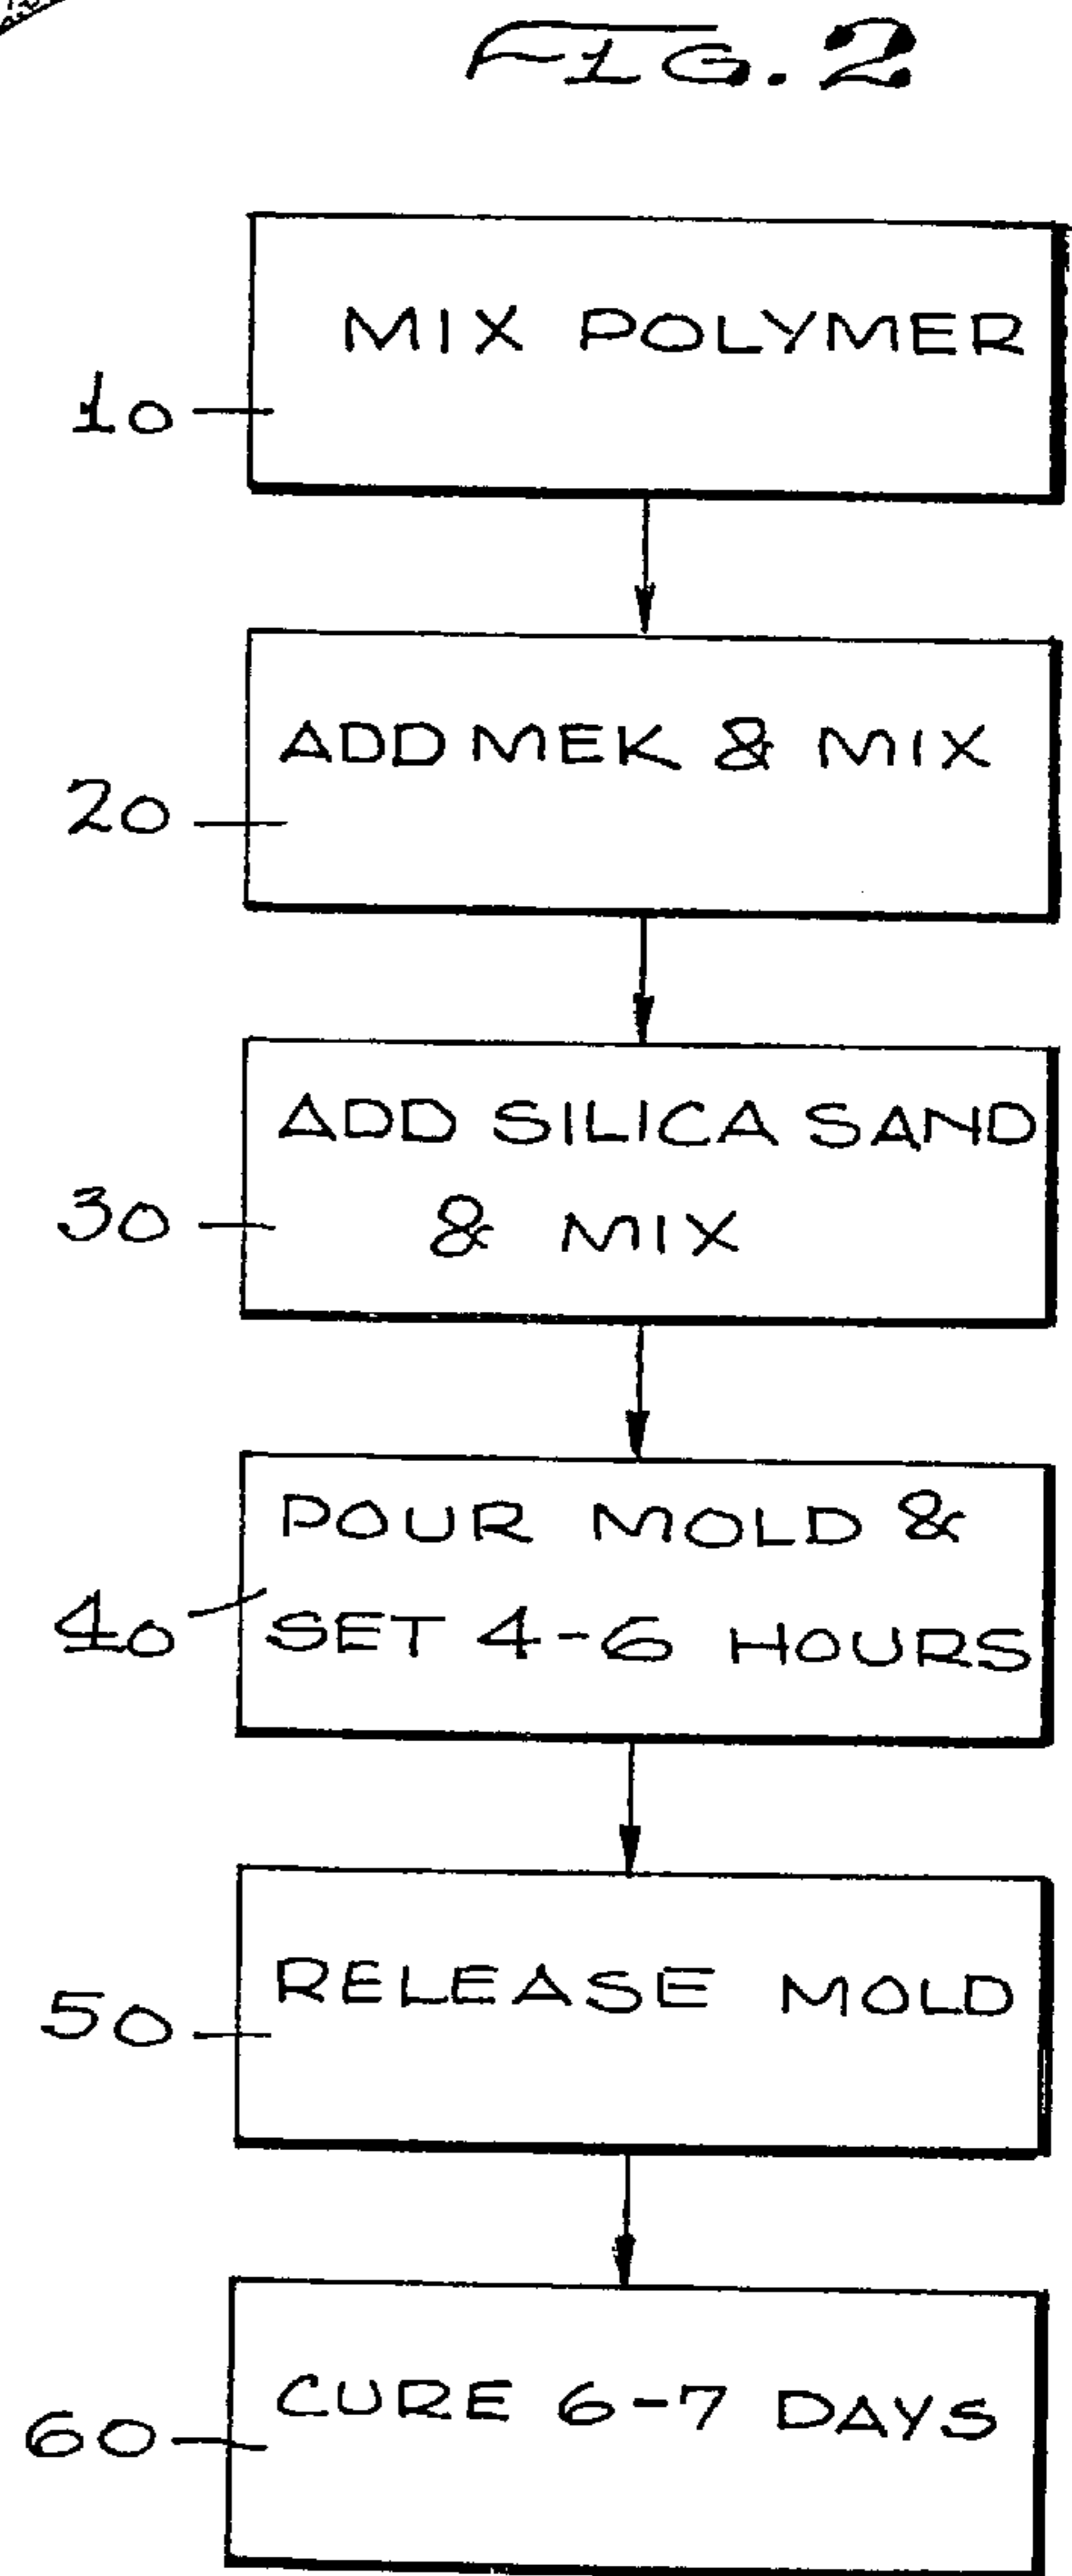 FIG. 2
MIX POLYMER
10
ADD MEK & MIX
20
ADD SILICA SAND
& MIX
30
POUR MOLD &
SET 4-6 HOURS
40
RELEASE MOLD
50
CURE 6-7 DAYS
60